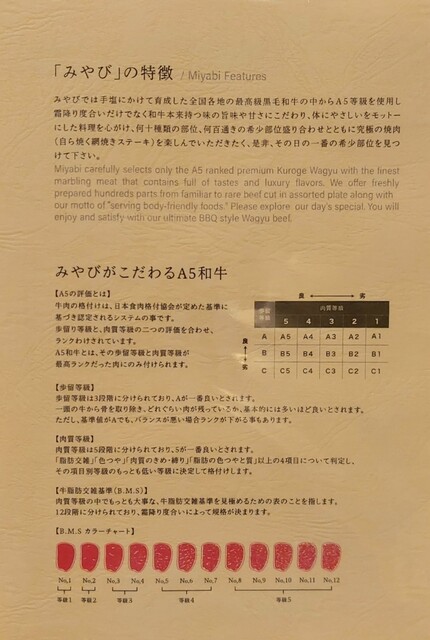 「みやび」の特徴 / Miyabi Features
みやびでは手塩にかけて育成した全国各地の最高級黒毛和牛の中からA5等級を使用し
霜降り度合いだけでなく和牛本来持つ味の旨味や甘さにこだわり、体にやさしいをモットー
にした料理を心がけ、何十種類の部位、何百通きの希少部位盛り合わせとともに究極の焼肉
(自ら焼く網焼きステーキ)を楽しんでいただきたく、是非、その日の一番の希少部位を見つ
けて下さい。
Miyabi carefully selects only the A5 ranked premium Kuroge Wagyu with the finest
marbling meat that contains full of tastes and luxury flavors. We offer freshly
prepared hundreds parts from familiar to rare beef cut in assorted plate along with
our motto of "serving body-friendly foods." Please explore our day's special. You will
enjoy and satisfy with our ultimate BBQ style Wagyu beef.
みやびがこだわるA5和牛
【A5の評価とは】
牛肉の格付けは、日本食肉格付協会が定めた基準に
基づき認定されるシステムの事です。
歩留り等級と、肉質等級の二つの評価を合わせ、
ランクわけされています。
A5和牛とは、その歩留等級と肉質等級が
最高ランクだった肉にのみ付けられます。
良 劣
歩留等級 肉質等級
5 4 3 2 1
良 A A5 A4 A3 A2 A1
B B5 B4 B3 B2 B1
劣 C C5 C4 C3 C2 C1
【歩留等級】
歩留等級は3段階に分けられており、Aが一番良いとされます。
一頭の牛から骨を取り除き、どれぐらい肉が残っているか、基本的には多いほど良いとされます。
ただし、基準値がAでも、バランスが悪い場合ランクが下がる事もあります。
【肉質等級】
肉質等級は5段階に分けられており、5が一番良いとされます。
「脂肪交雑」「色つや」「肉質のきめ・締り」「脂肪の色つやと質」以上の4項目について判定し、
その項目別等級のもっとも低い等級に決定して格付けします。
【牛脂肪交雑基準(B.M.S)】
肉質等級の中でもっとも大事な、牛脂肪交雑基準を見極めるための表のことを指します。
12段階に分けられており、霜降り度合いによって規格が決まります。
【B.M.S カラーチャート】
No,1 No,2 No,3 No,4 No,5 No,6 No,7 No,8 No,9 No,10 No,11 No,12
等級1 等級2 等級3 等級4 等級5